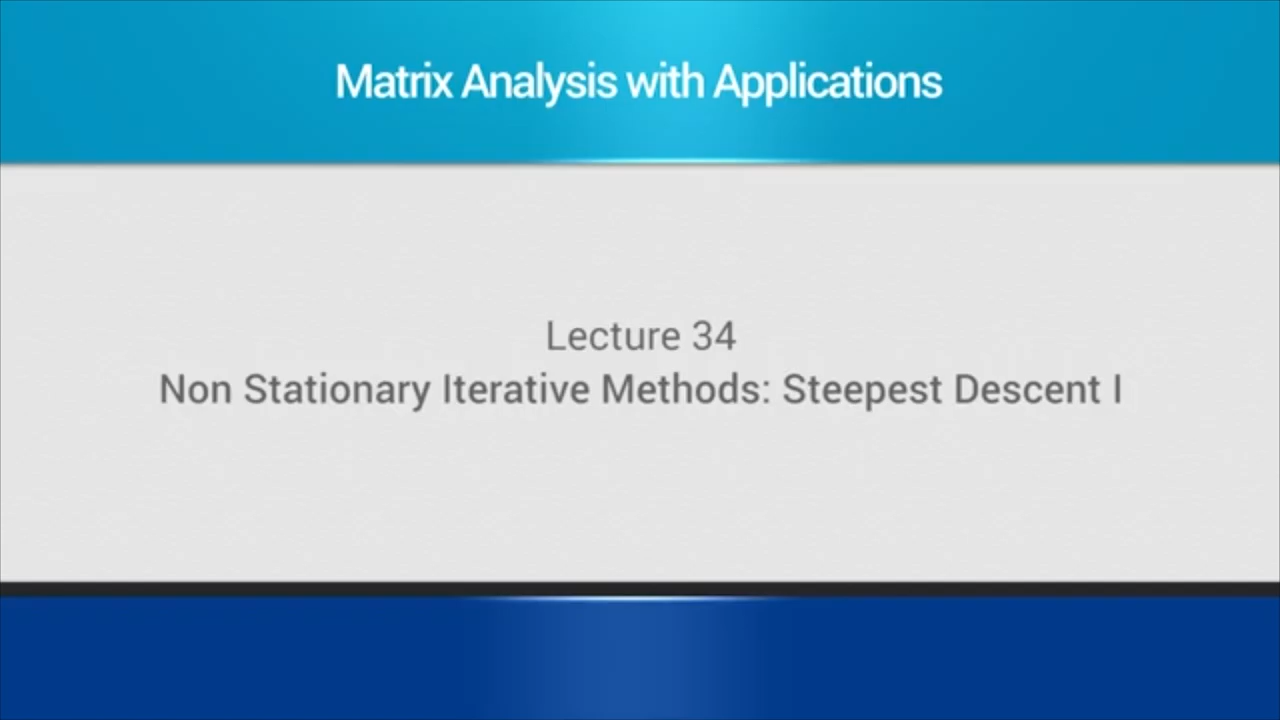 Matrix Analysis with Applications
Lecture 34
Non Stationary Iterative Methods: Steepest Descent I